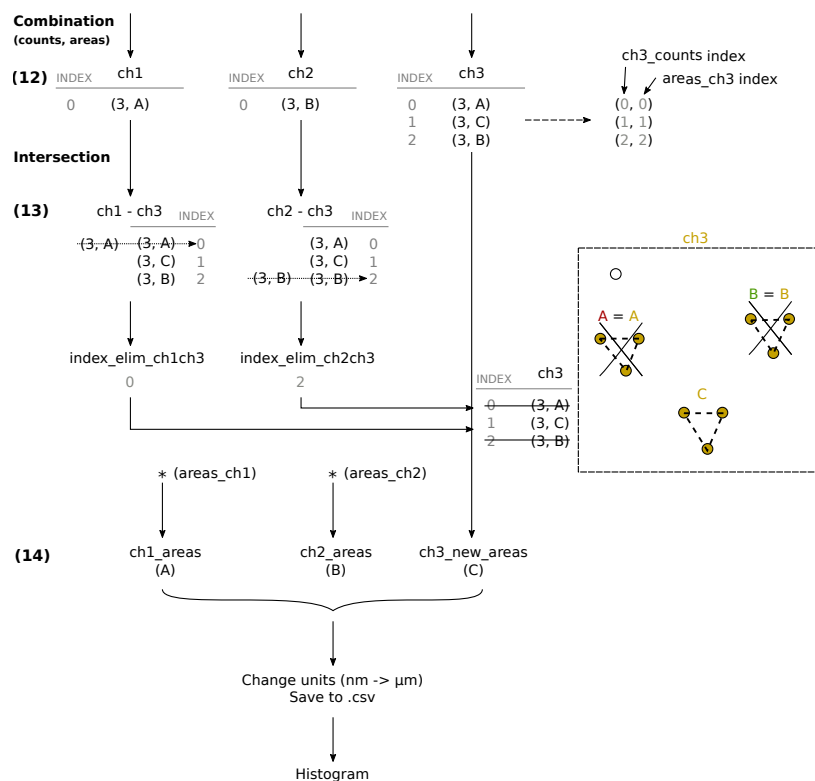 Combination
(counts, areas)
ch3_counts index
areas_ch3 index
(12)
INDEX ch1
INDEX ch2
INDEX ch3
0 (3, A)
0 (3, B)
0 (3, A)
1 (3, C)
2 (3, B)
(0, 0)
(1, 1)
(2, 2)
Intersection
(13)
ch1 - ch3 INDEX
(3, A) (3, A) 0
(3, C) 1
(3, B) 2
ch2 - ch3 INDEX
(3, A) 0
(3, C) 1
(3, B) (3, B) 2
ch3
A = A
B = B
C
index_elim_ch1ch3
0
index_elim_ch2ch3
2
INDEX ch3
0 (3, A)
1 (3, C)
2 (3, B)
* (areas_ch1)
* (areas_ch2)
(14)
ch1_areas
(A)
ch2_areas
(B)
ch3_new_areas
(C)
Change units (nm -> μm)
Save to .csv
Histogram